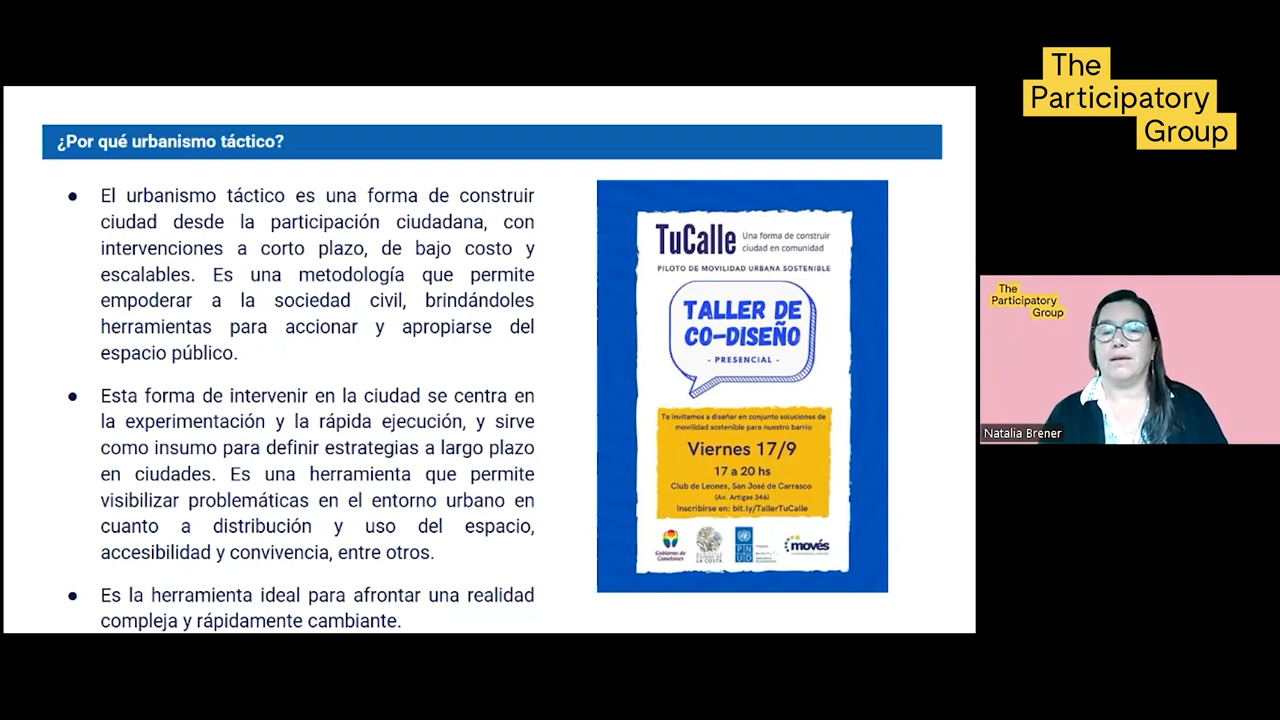 ¿Por qué urbanismo táctico?
● El urbanismo táctico es una forma de construir
ciudad desde la participación ciudadana, con
intervenciones a corto plazo, de bajo costo y
escalables. Es una metodología que permite
empoderar a la sociedad civil, brindándoles
herramientas para accionar y apropiarse del
espacio público.
● Esta forma de intervenir en la ciudad se centra en
la experimentación y la rápida ejecución, y sirve
como insumo para definir estrategias a largo plazo
en ciudades. Es una herramienta que permite
visibilizar problemáticas en el entorno urbano en
cuanto a distribución y uso del espacio,
accesibilidad y convivencia, entre otros.
● Es la herramienta ideal para afrontar una realidad
compleja y rápidamente cambiante.
TuCalle
Una forma de construir
ciudad en comunidad
PILOTO DE MOVILIDAD URBANA SOSTENIBLE
TALLER DE
CO-DISEÑO
- PRESENCIAL -
Te invitamos a diseñar en conjunto soluciones de
movilidad sostenible para nuestro barrio
Viernes 17/9
17 a 20 hs
Club de Leones, San José de Carrasco
(Av. Artigas 346)
Inscribirse en: bit.ly/TallerTuCalle
Gobierno de
Canelones
LA COSTA
PNUD
movés
The
Participatory
Group
The
Participatory
Group
Natalia Brener